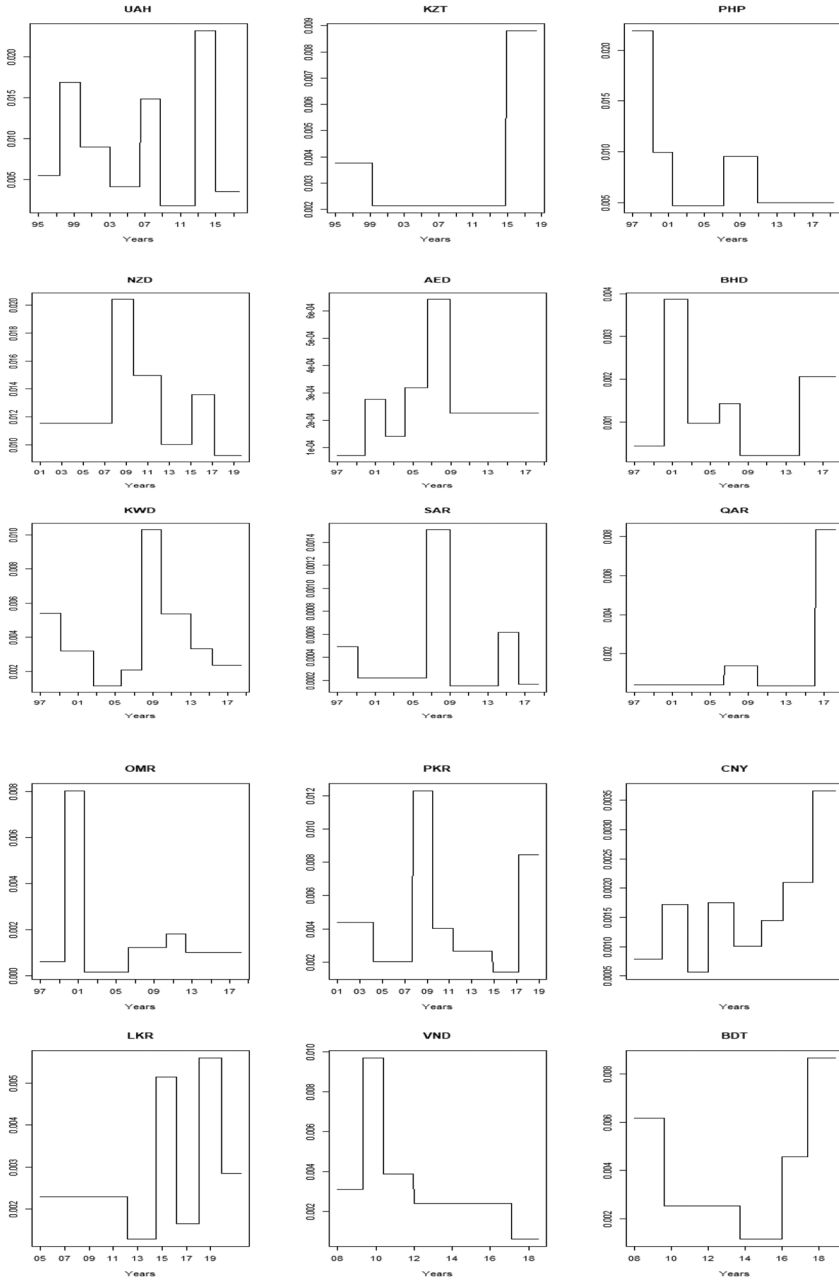 UAH
0.005 0.010 0.015 0.020
95 99 03 07 11 15
Years
KZT
0.002 0.003 0.004 0.005 0.006 0.007 0.008 0.009
95 99 03 07 11 15 19
Years
PHP
0.005 0.010 0.015 0.020
97 01 05 09 13 17
Years
NZD
0.010 0.012 0.014 0.016 0.018 0.020
01 03 05 07 09 11 13 15 17 19
Years
AED
1e-04 2e-04 3e-04 4e-04 5e-04 6e-04
97 01 05 09 13 17
Years
BHD
0.001 0.002 0.003 0.004
97 01 05 09 13 17
Years
KWD
0.002 0.004 0.006 0.008 0.010
97 01 05 09 13 17
Years
SAR
0.0002 0.0004 0.0006 0.0008 0.0010 0.0012 0.0014
97 01 05 09 13 17
Years
QAR
0.002 0.004 0.006 0.008
97 01 05 09 13 17
Years
OMR
0.000 0.002 0.004 0.006 0.008
97 01 05 09 13 17
Years
PKR
0.002 0.004 0.006 0.008 0.010 0.012
01 03 05 07 09 11 13 15 17 19
Years
CNY
0.0005 0.0010 0.0015 0.0020 0.0025 0.0030 0.0035
Years
LKR
0.002 0.003 0.004 0.005
05 07 09 11 13 15 17 19
Years
VND
0.002 0.004 0.006 0.008 0.010
08 10 12 14 16 18
Years
BDT
0.002 0.004 0.006 0.008
08 10 12 14 16 18
Years